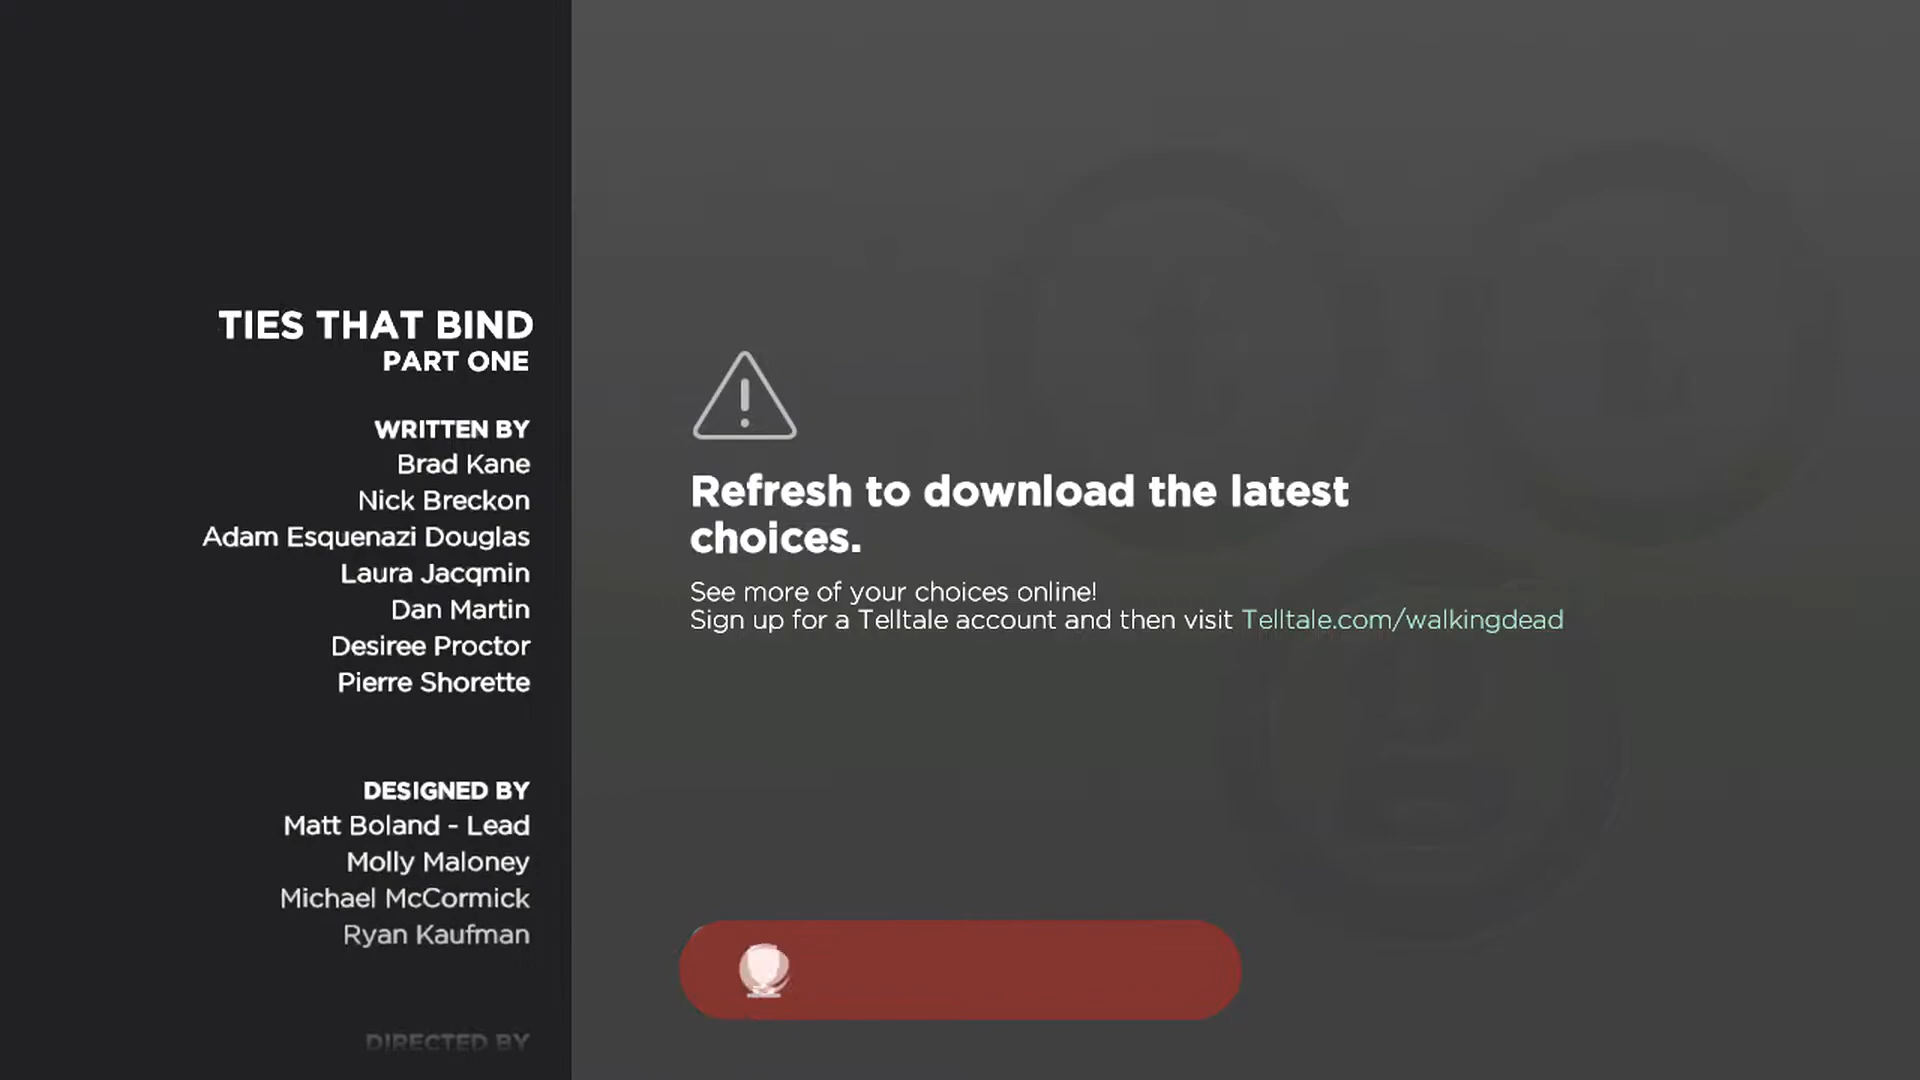 TIES THAT BIND
PART ONE
WRITTEN BY
Brad Kane
Nick Breckon
Adam Esquenazi Douglas
Laura Jacqmin
Dan Martin
Desiree Proctor
Pierre Shorette
DESIGNED BY
Matt Boland - Lead
Molly Maloney
Michael McCormick
Ryan Kaufman
DIRECTED BY
Refresh to download the latest
choices.
See more of your choices online!
Sign up for a Telltale account and then visit Telltale.com/walkingdead